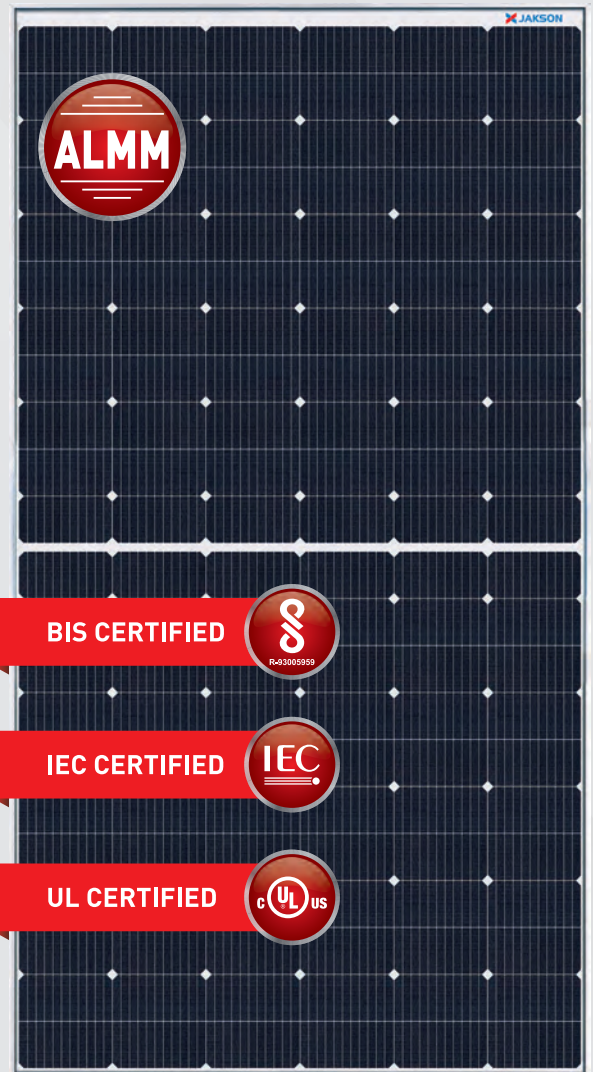 JAKSON
ALMM
BIS CERTIFIED
R-93005959
IEC CERTIFIED
IEC
UL CERTIFIED
c UL US
®